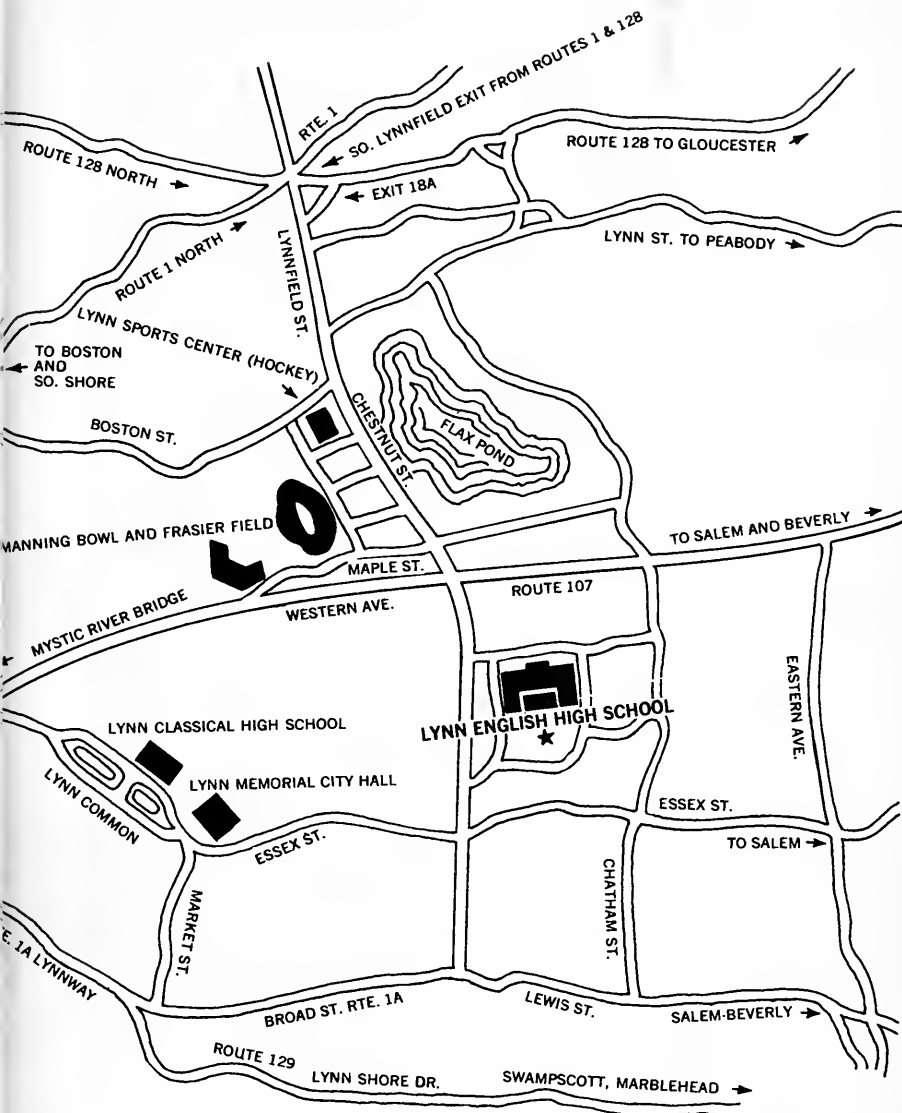 RTE. 1
SO. LYNNFIELD EXIT FROM ROUTES 1 & 128
ROUTE 128 NORTH
ROUTE 128 TO GLOUCESTER
EXIT 18A
ROUTE 1 NORTH
LYNNFIELD ST.
LYNN ST. TO PEABODY
LYNN SPORTS CENTER (HOCKEY)
TO BOSTON
AND
SO. SHORE
CHESTNUT ST.
BOSTON ST.
FLAX POND
MANNING BOWL AND FRASIER FIELD
TO SALEM AND BEVERLY
MAPLE ST.
ROUTE 107
WESTERN AVE.
MYSTIC RIVER BRIDGE
EASTERN AVE.
LYNN ENGLISH HIGH SCHOOL
LYNN CLASSICAL HIGH SCHOOL
LYNN MEMORIAL CITY HALL
LYNN COMMON
ESSEX ST.
ESSEX ST.
TO SALEM
CHATHAM ST.
MARKET ST.
E. 1A LYNNWAY
BROAD ST. RTE. 1A
LEWIS ST.
SALEM-BEVERLY
ROUTE 129
LYNN SHORE DR.
SWAMPSCOTT, MARBLEHEAD